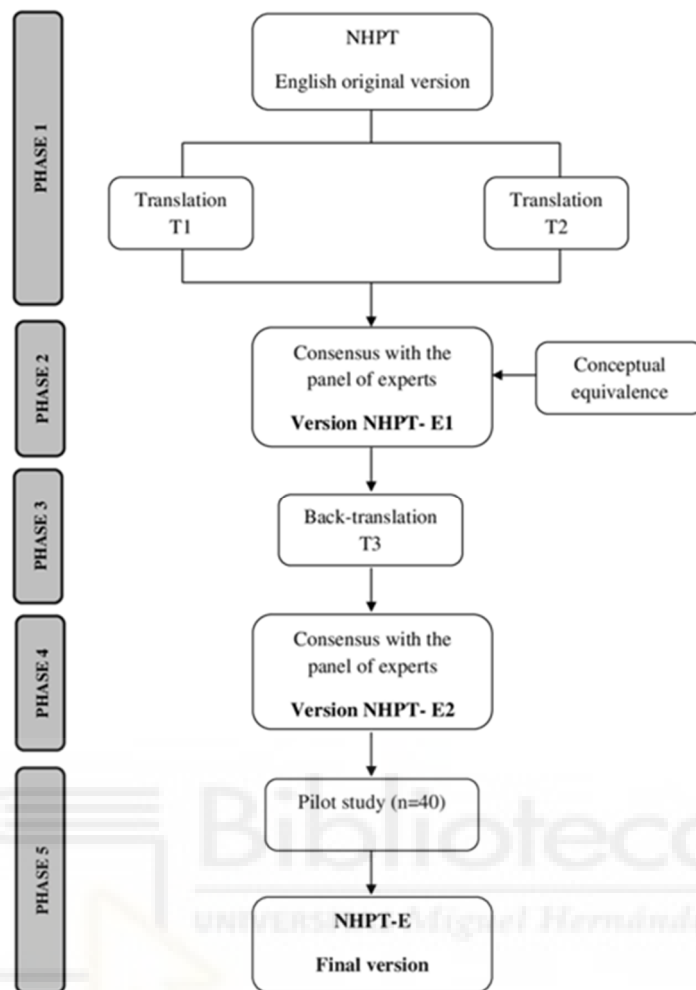 PHASE 1
NHPT
English original version
Translation
T1
Translation
T2
PHASE 2
Consensus with the
panel of experts
Version NHPT- E1
Conceptual
equivalence
PHASE 3
Back-translation
T3
PHASE 4
Consensus with the
panel of experts
Version NHPT- E2
PHASE 5
Pilot study (n=40)
NHPT-E
Final version
Biblioteca
UNIVERSITAS Miguel Hernández